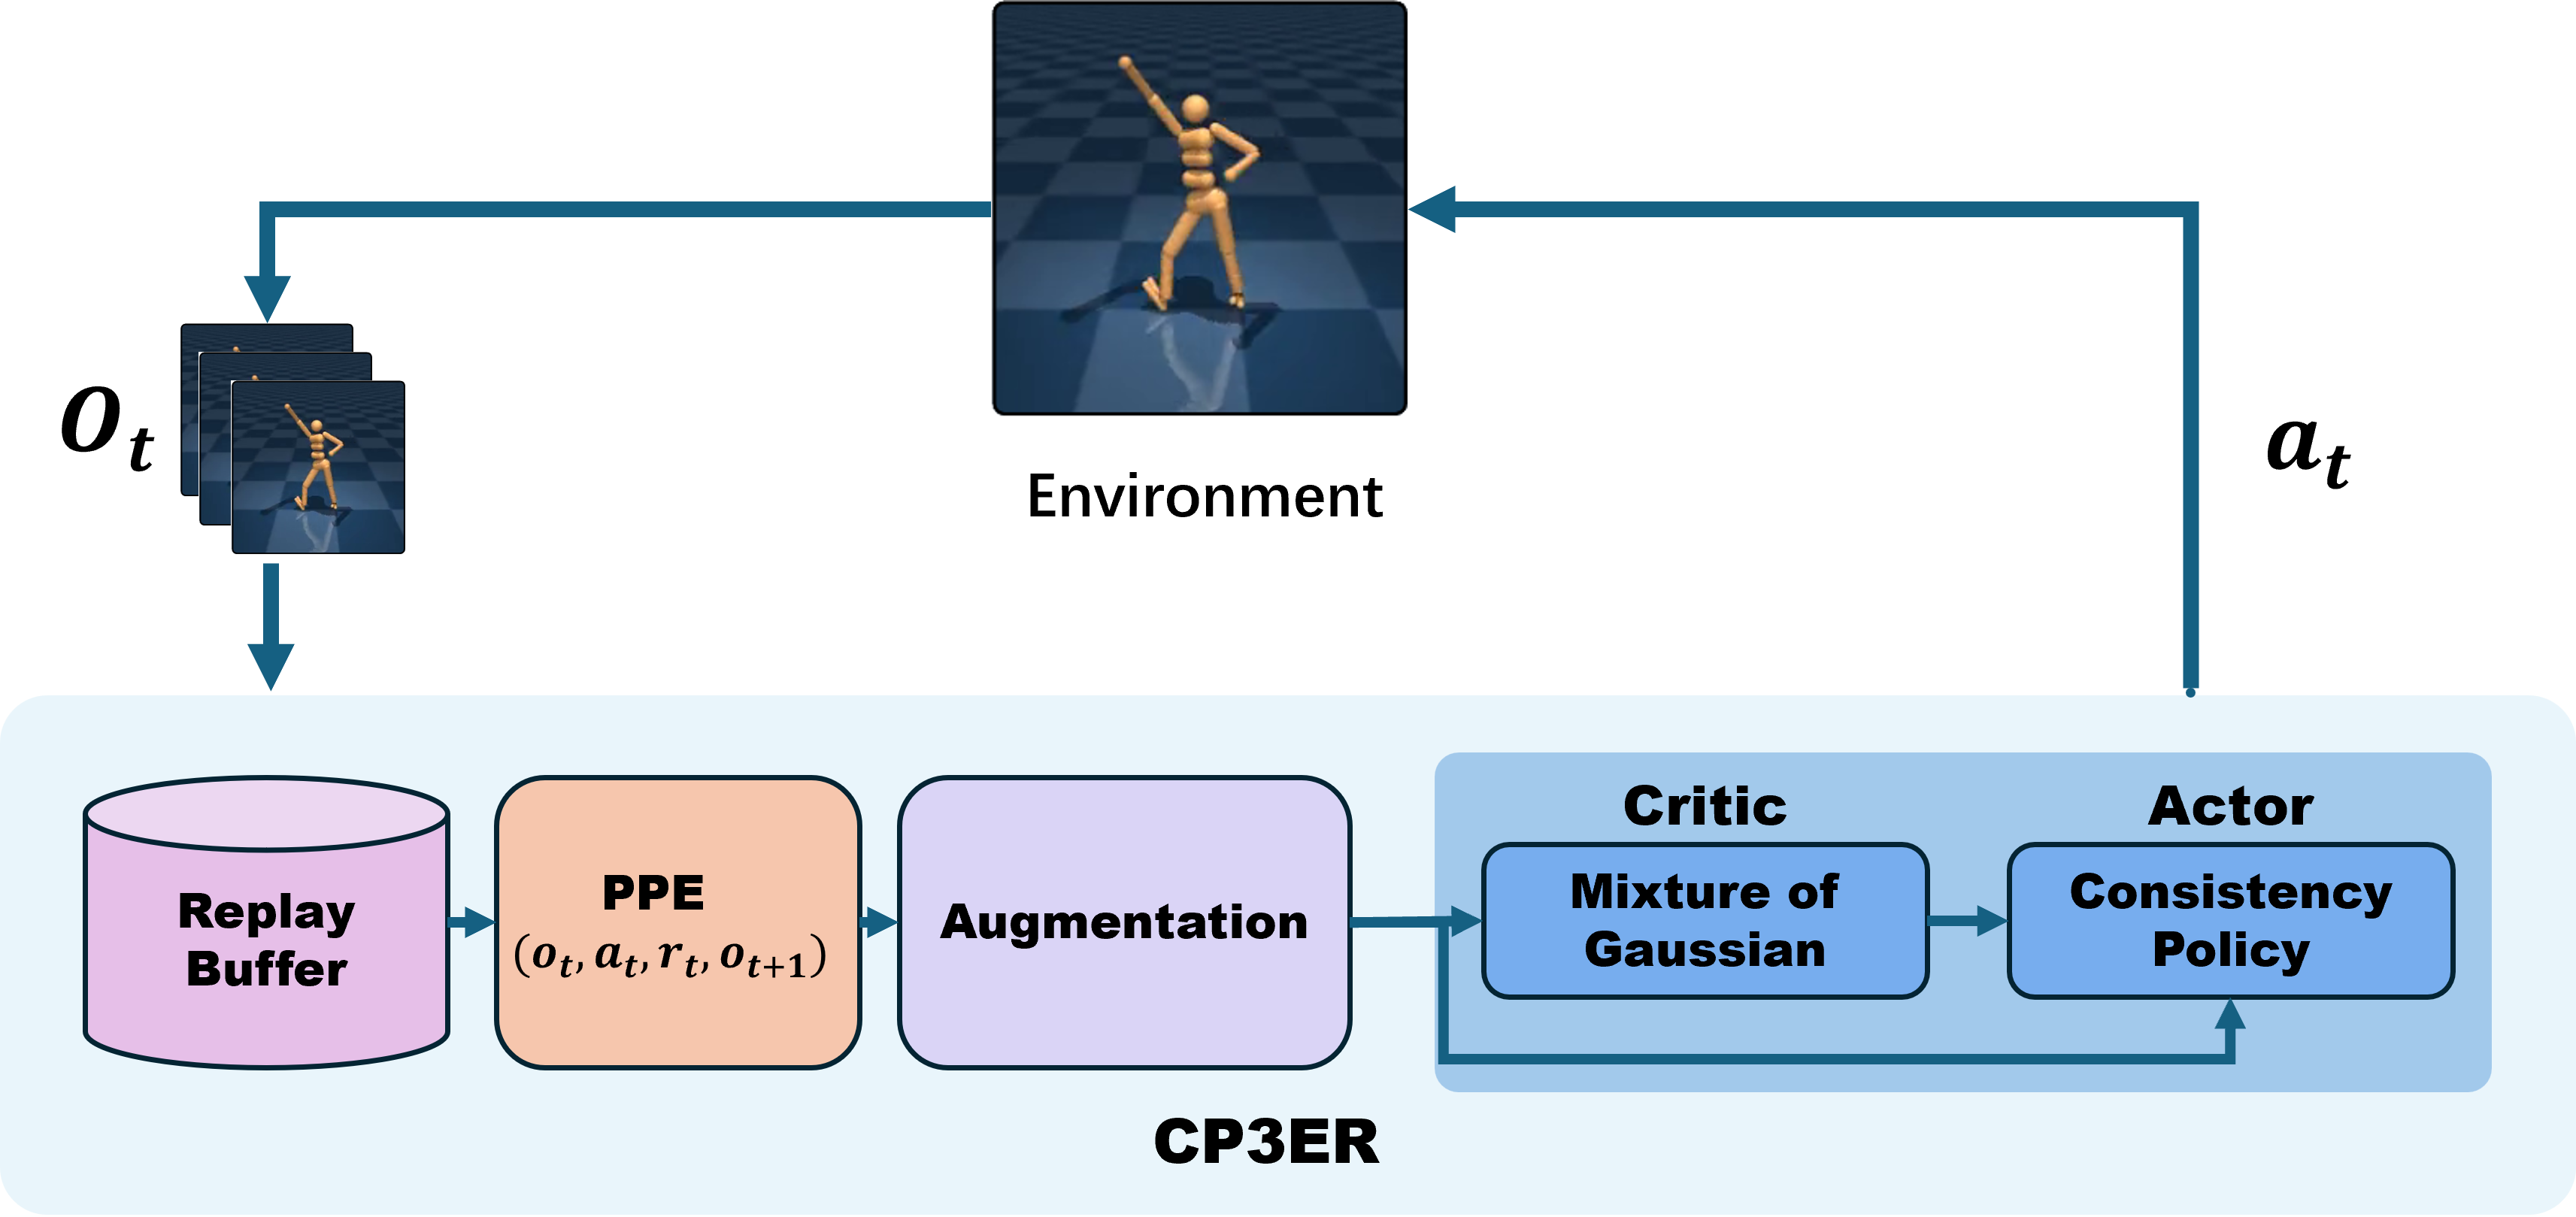 Environment
O_t
a_t
Replay
Buffer
PPE
(o_t, a_t, r_t, o_{t+1})
Augmentation
Critic
Mixture of
Gaussian
Actor
Consistency
Policy
CP3ER